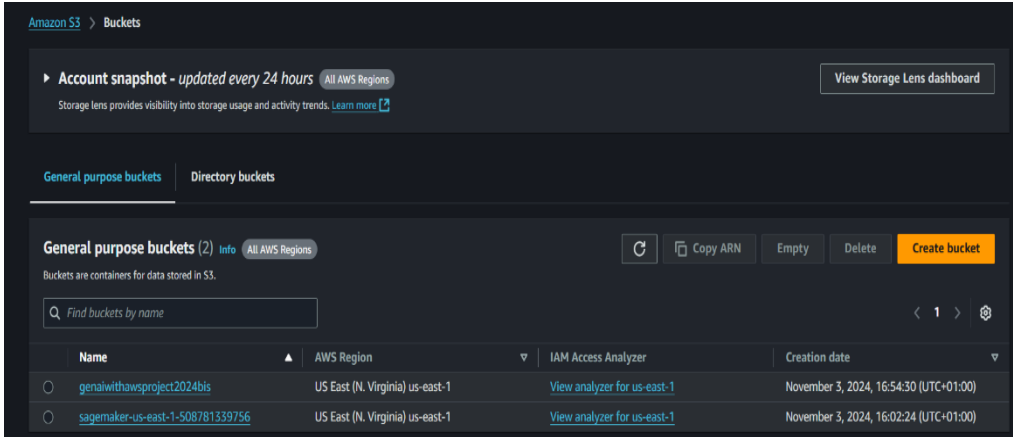 Amazon S3 > Buckets
Account snapshot - updated every 24 hours All AWS Regions
View Storage Lens dashboard
Storage lens provides visibility into storage usage and activity trends. Learn more
General purpose buckets Directory buckets
General purpose buckets (2) Info All AWS Regions
Copy ARN Empty Delete Create bucket
Buckets are containers for data stored in S3.
Find buckets by name
< 1 >
Name AWS Region IAM Access Analyzer Creation date
genaiwithawsproject2024bis US East (N. Virginia) us-east-1 View analyzer for us-east-1 November 3, 2024, 16:54:30 (UTC+01:00)
sagemaker-us-east-1-508781339756 US East (N. Virginia) us-east-1 View analyzer for us-east-1 November 3, 2024, 16:02:24 (UTC+01:00)